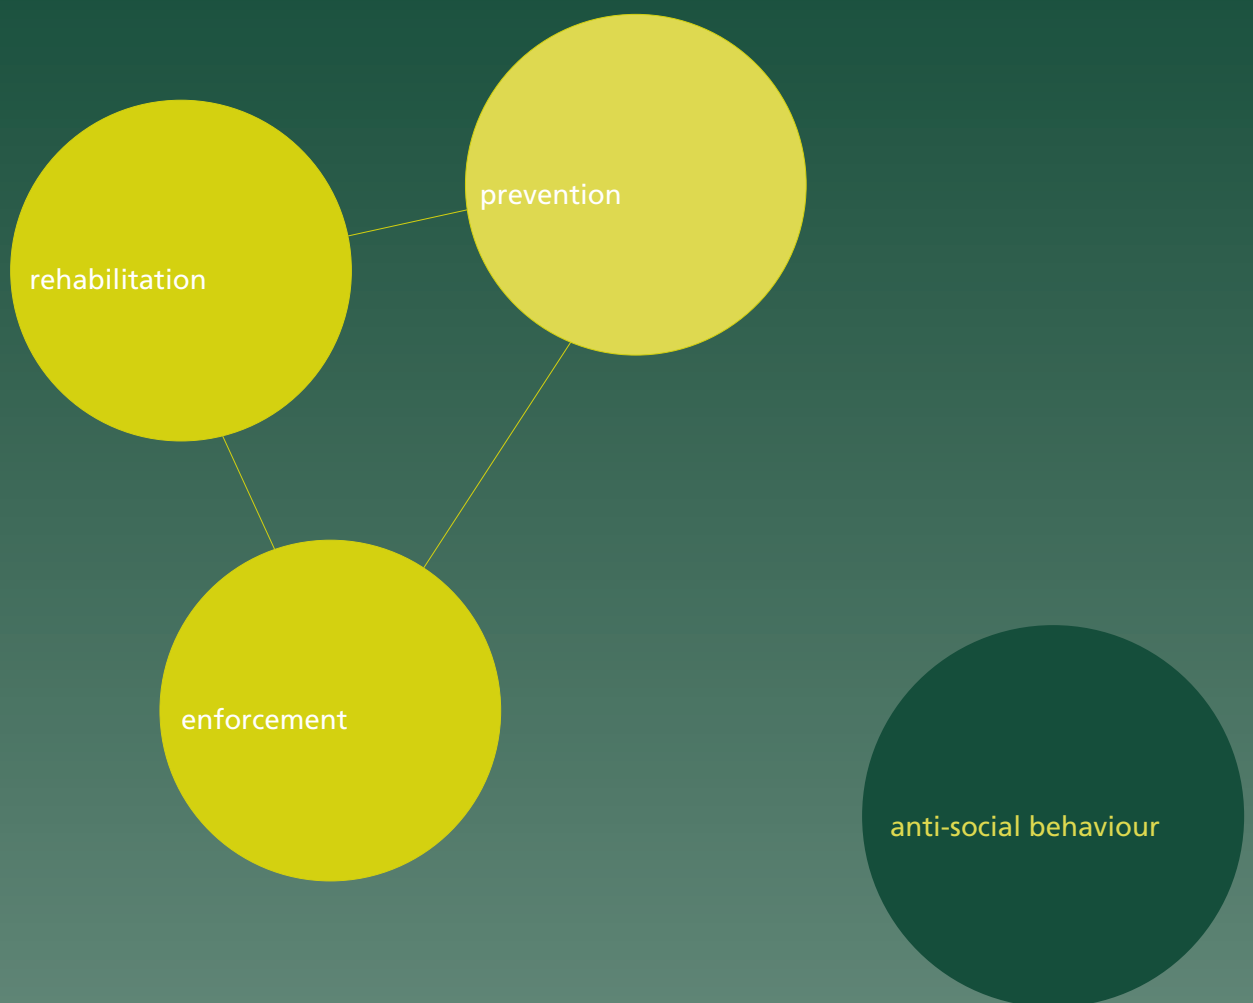 prevention
rehabilitation
enforcement
anti-social behaviour